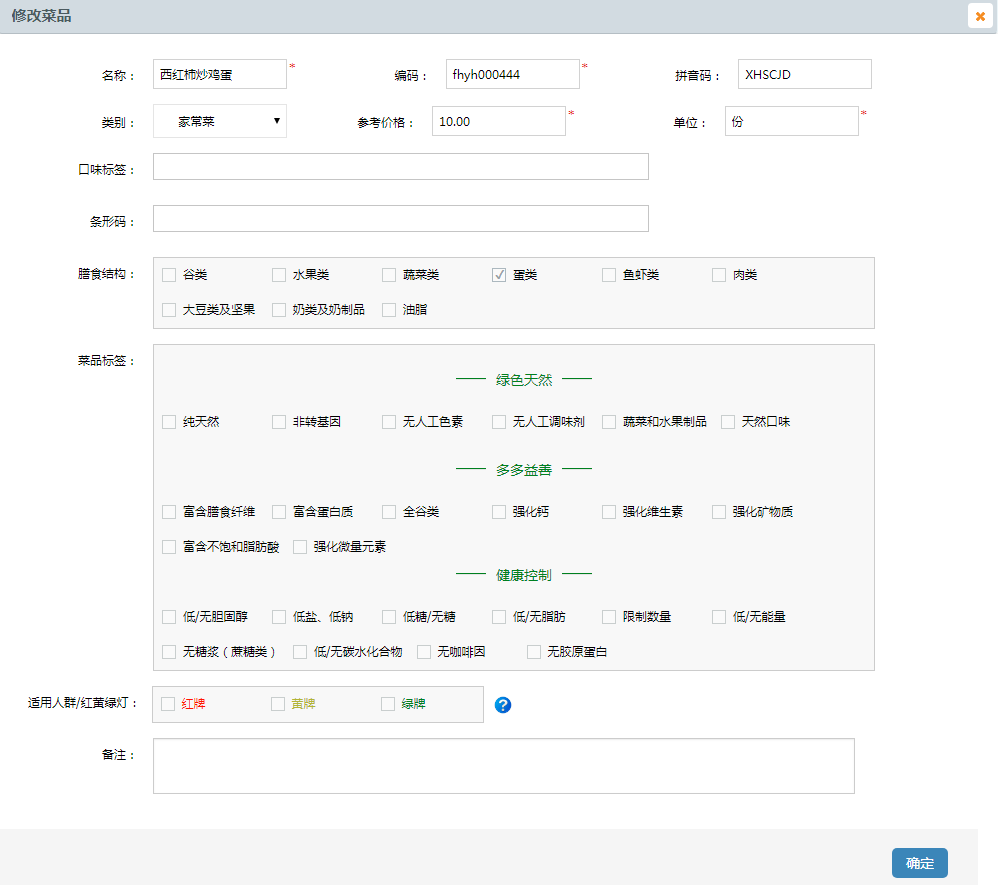 修改菜品
名称： 西红柿炒鸡蛋 * 编码： fhyh000444 * 拼音码： XHSCJD
类别： 家常菜 参考价格： 10.00 * 单位： 份 *
口味标签：
条形码：
膳食结构： 谷类 水果类 蔬菜类 蛋类 鱼虾类 肉类
大豆类及坚果 奶类及奶制品 油脂
菜品标签：
绿色天然
纯天然 非转基因 无人工色素 无人工调味剂 蔬菜和水果制品 天然口味
多多益善
富含膳食纤维 富含蛋白质 全谷类 强化钙 强化维生素 强化矿物质
富含不饱和脂肪酸 强化微量元素
健康控制
低/无胆固醇 低盐、低钠 低糖/无糖 低/无脂肪 限制数量 低/无能量
无糖浆（蔗糖类） 低/无碳水化合物 无咖啡因 无胶原蛋白
适用人群/红黄绿灯： 红牌 黄牌 绿牌 ?
备注：
确定